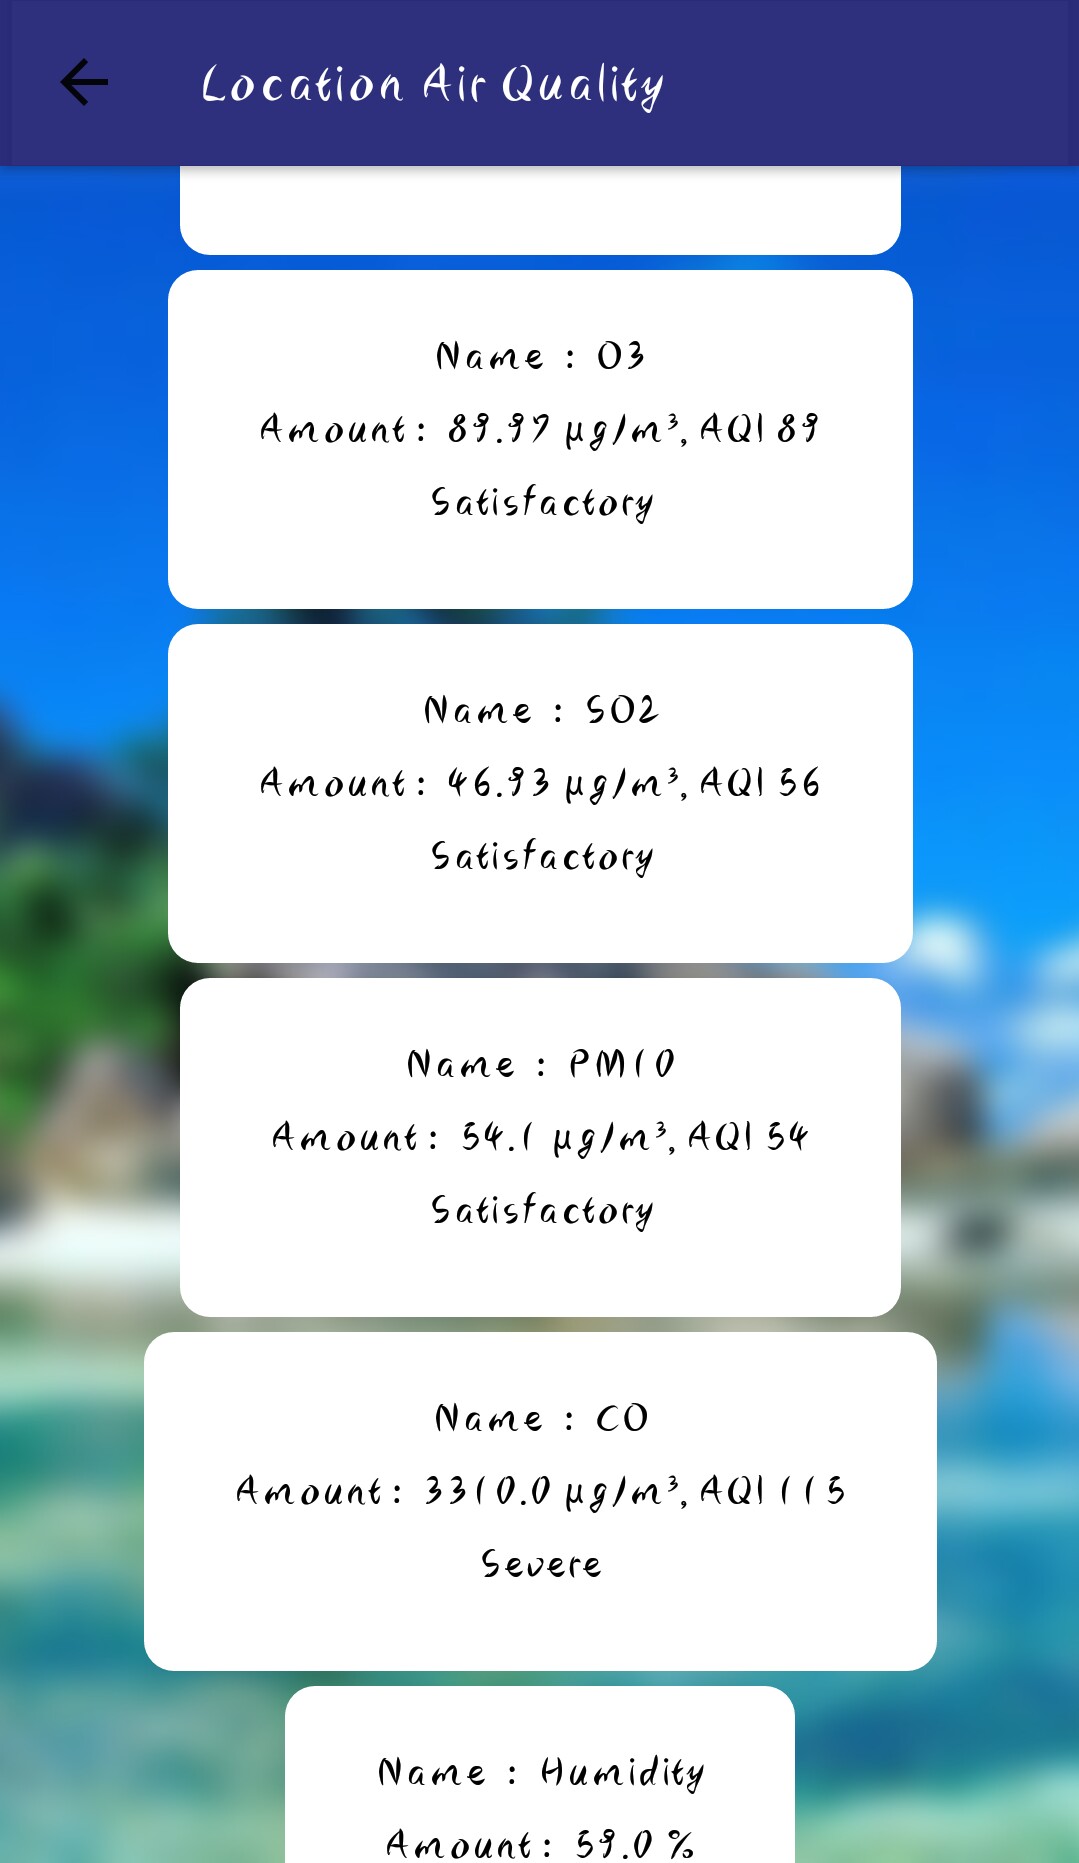 Location Air Quality
Name : O3
Amount: 89.97 µg/m³, AQI 89
Satisfactory
Name : SO2
Amount: 46.93 µg/m³, AQI 56
Satisfactory
Name : PM10
Amount: 54.1 µg/m³, AQI 54
Satisfactory
Name : CO
Amount: 3310.0 µg/m³, AQI 115
Severe
Name : Humidity
Amount: 59.0 %